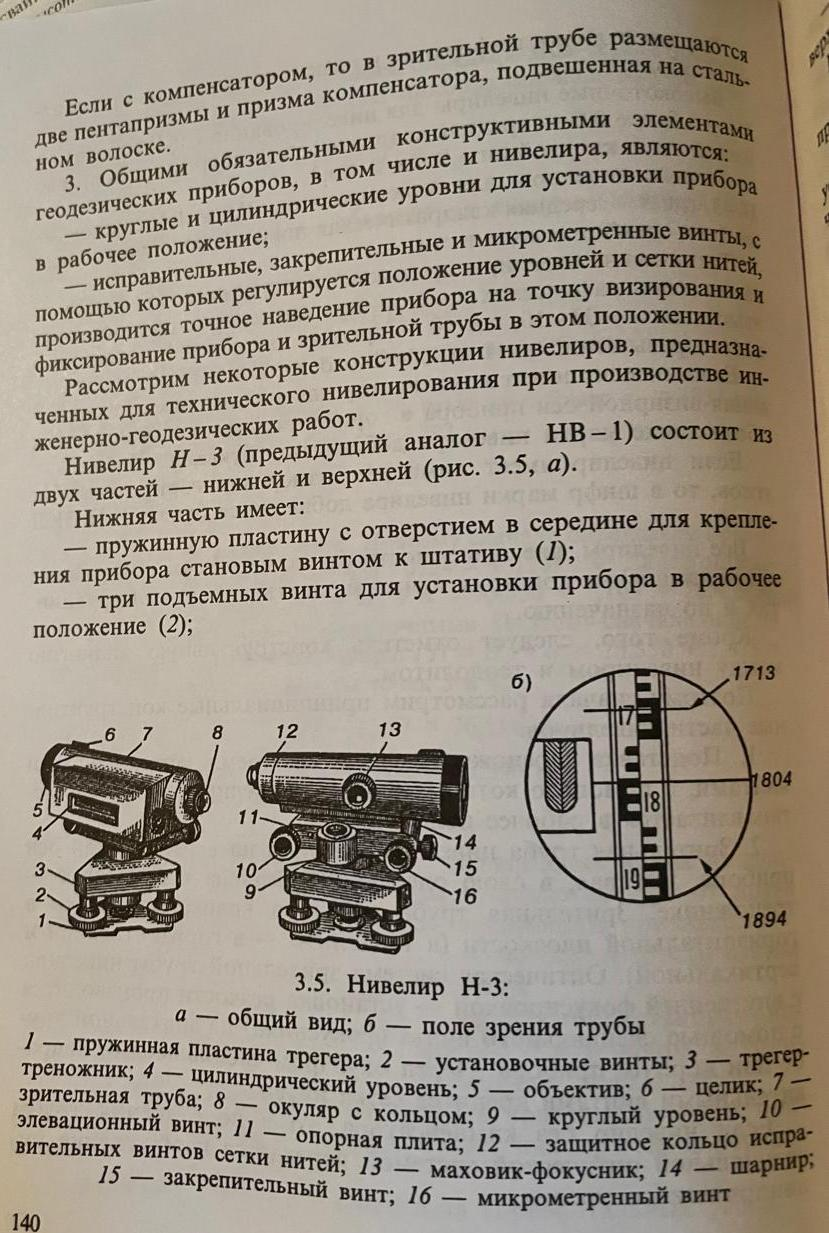 Если с компенсатором, то в зрительной трубе размещаются
две пентапризмы и призма компенсатора, подвешенная на сталь-
ном волоске.
3. Общими обязательными конструктивными элементами
геодезических приборов, в том числе и нивелира, являются:
— круглые и цилиндрические уровни для установки прибора
в рабочее положение;
— исправительные, закрепительные и микрометренные винты, с
помощью которых регулируется положение уровней и сетки нитей,
производится точное наведение прибора на точку визирования и
фиксирование прибора и зрительной трубы в этом положении.
Рассмотрим некоторые конструкции нивелиров, предназна-
ченных для технического нивелирования при производстве ин-
женерно-геодезических работ.
Нивелир Н–3 (предыдущий аналог — НВ–1) состоит из
двух частей — нижней и верхней (рис. 3.5, а).
Нижняя часть имеет:
— пружинную пластину с отверстием в середине для крепле-
ния прибора становым винтом к штативу (1);
— три подъемных винта для установки прибора в рабочее
положение (2);
6 7 8
5
4
3
2
1
12 13
11
10
9
14
15
16
б)
1713
17
1804
18
19
1894
3.5. Нивелир Н-3:
а — общий вид; б — поле зрения трубы
1 — пружинная пластина трегера; 2 — установочные винты; 3 — трегер-
треножник; 4 — цилиндрический уровень; 5 — объектив; 6 — целик; 7 —
зрительная труба; 8 — окуляр с кольцом; 9 — круглый уровень; 10 —
элевационный винт; 11 — опорная плита; 12 — защитное кольцо испра-
вительных винтов сетки нитей; 13 — маховик-фокусник; 14 — шарнир;
15 — закрепительный винт; 16 — микрометренный винт
140